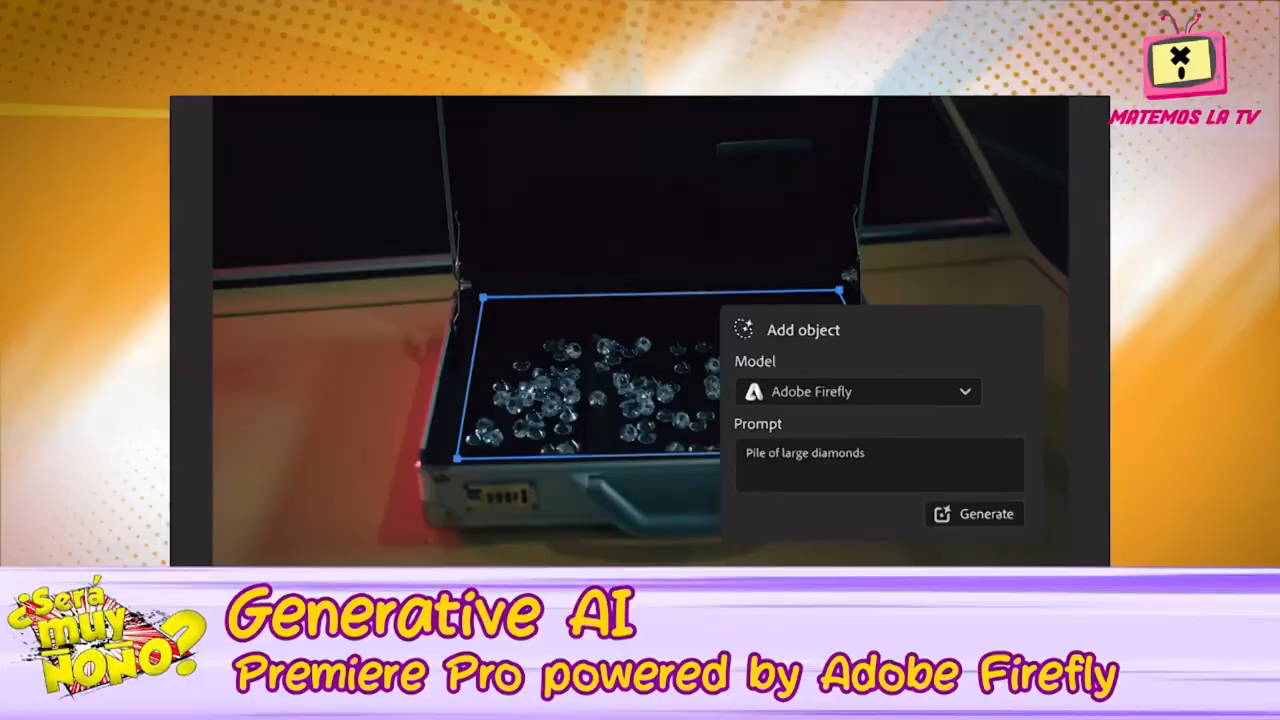 MATEMOS LA TV
Add object
Model
Adobe Firefly
Prompt
Pile of large diamonds
Generate
¿Será
muy
ÑOÑO?
Generative AI
Premiere Pro powered by Adobe Firefly